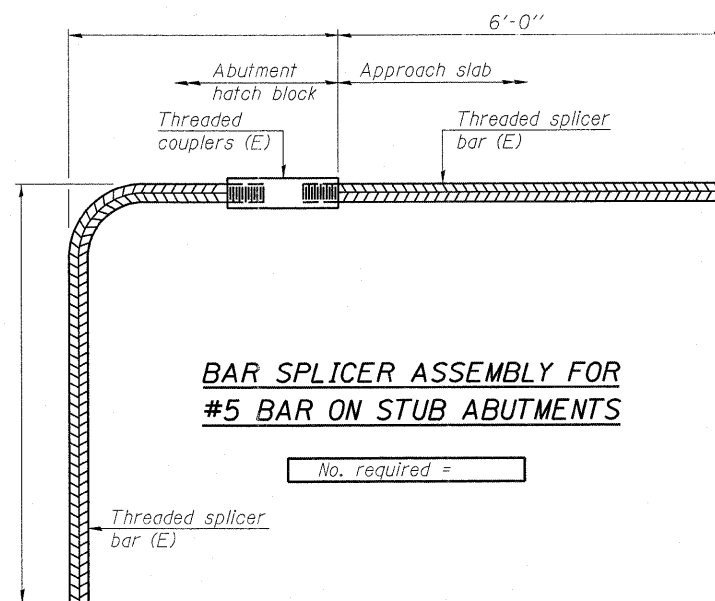 6'-0"
Abutment
hatch block
Approach slab
Threaded
couplers (E)
Threaded splicer
bar (E)
BAR SPLICER ASSEMBLY FOR
#5 BAR ON STUB ABUTMENTS
No. required =
Threaded splicer
bar (E)